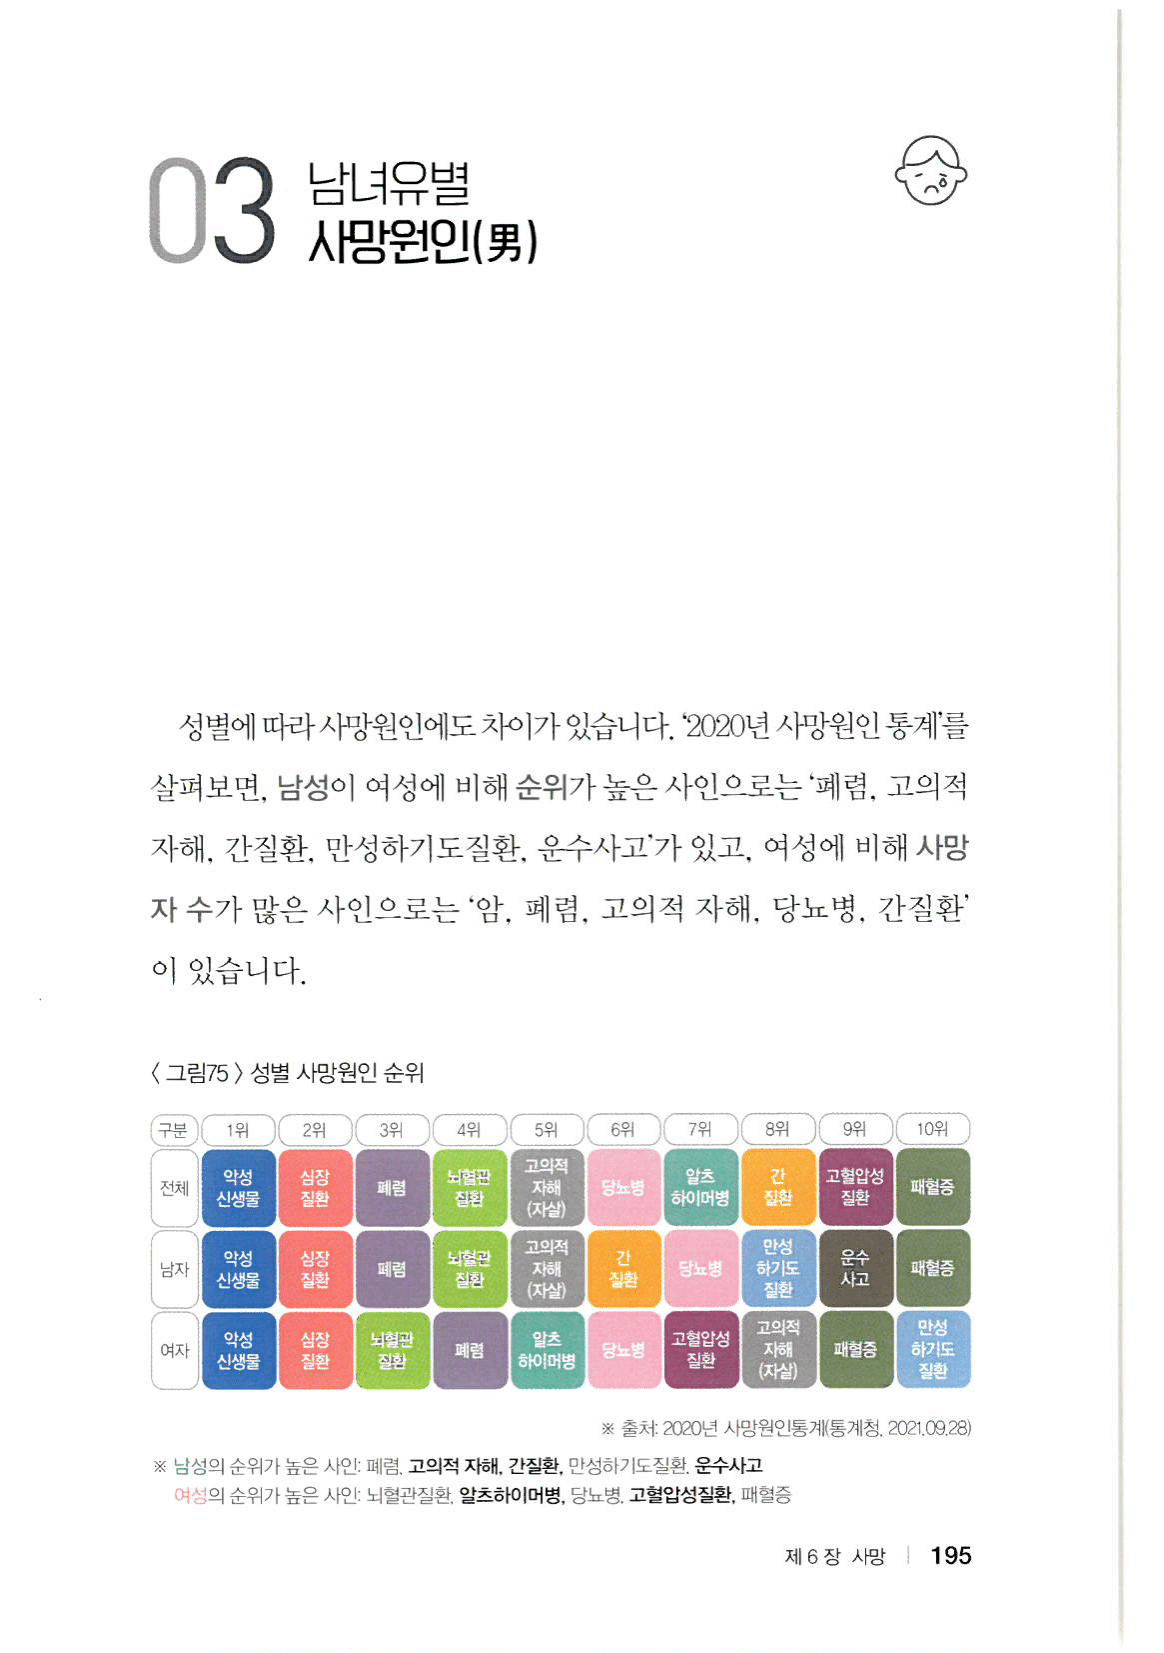 03 남녀유별
사망원인(男)
성별에 따라 사망원인에도 차이가 있습니다. ‘2020년 사망원인 통계’를
살펴보면, 남성이 여성에 비해 순위가 높은 사인으로는 ‘폐렴, 고의적
자해, 간질환, 만성하기도질환, 운수사고’가 있고, 여성에 비해 사망
자 수가 많은 사인으로는 ‘암, 폐렴, 고의적 자해, 당뇨병, 간질환’
이 있습니다.
〈 그림75 〉 성별 사망원인 순위
구분 1위 2위 3위 4위 5위 6위 7위 8위 9위 10위
전체 악성 신생물 심장 질환 폐렴 뇌혈관 질환 고의적 자해 (자살) 당뇨병 알츠 하이머병 간 질환 고혈압성 질환 패혈증
남자 악성 신생물 심장 질환 폐렴 뇌혈관 질환 고의적 자해 (자살) 간 질환 당뇨병 만성 하기도 질환 운수 사고 패혈증
여자 악성 신생물 심장 질환 뇌혈관 질환 폐렴 알츠 하이머병 당뇨병 고혈압성 질환 고의적 자해 (자살) 패혈증 만성 하기도 질환
※ 출처: 2020년 사망원인통계(통계청, 2021.09.28)
※ 남성의 순위가 높은 사인: 폐렴, 고의적 자해, 간질환, 만성하기도질환, 운수사고
여성의 순위가 높은 사인: 뇌혈관질환, 알츠하이머병, 당뇨병, 고혈압성질환, 패혈증
제 6 장 사망 | 195